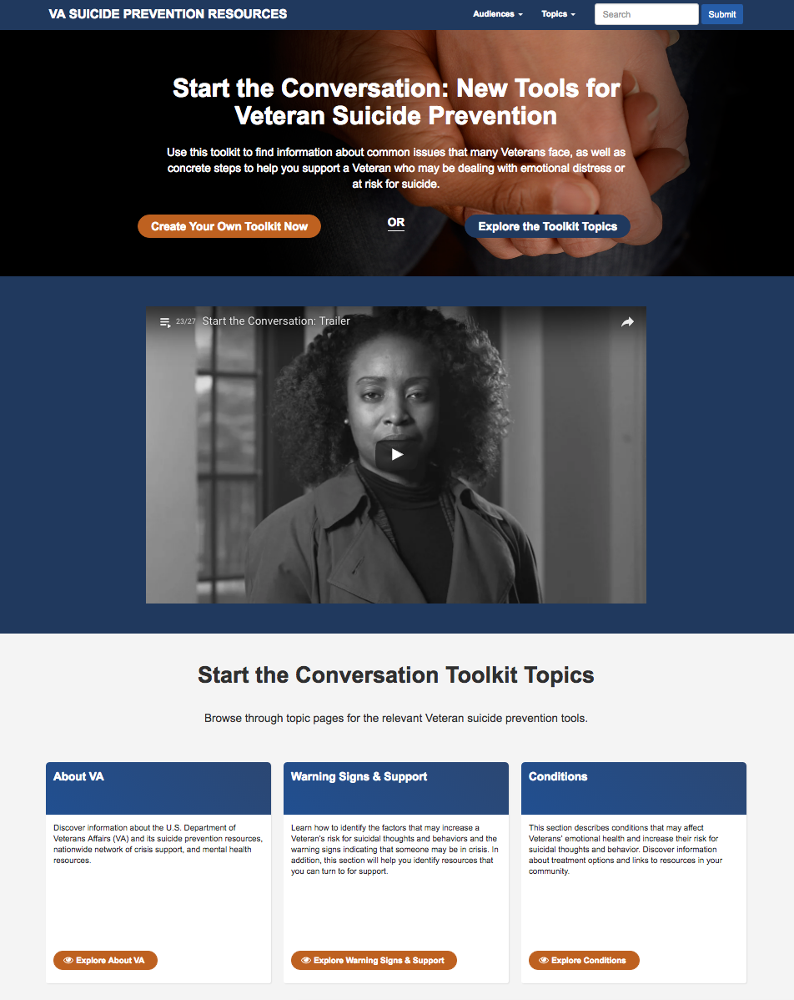 VA SUICIDE PREVENTION RESOURCES
Audiences Topics Search Submit
Start the Conversation: New Tools for
Veteran Suicide Prevention
Use this toolkit to find information about common issues that many Veterans face, as well as
concrete steps to help you support a Veteran who may be dealing with emotional distress or
at risk for suicide.
Create Your Own Toolkit Now OR Explore the Toolkit Topics
23/27 Start the Conversation: Trailer
Start the Conversation Toolkit Topics
Browse through topic pages for the relevant Veteran suicide prevention tools.
About VA
Discover information about the U.S. Department of
Veterans Affairs (VA) and its suicide prevention resources,
nationwide network of crisis support, and mental health
resources.
Explore About VA
Warning Signs & Support
Learn how to identify the factors that may increase a
Veteran's risk for suicidal thoughts and behaviors and the
warning signs indicating that someone may be in crisis. In
addition, this section will help you identify resources that
you can turn to for support.
Explore Warning Signs & Support
Conditions
This section describes conditions that may affect
Veterans' emotional health and increase their risk for
suicidal thoughts and behavior. Discover information
about treatment options and links to resources in your
community.
Explore Conditions